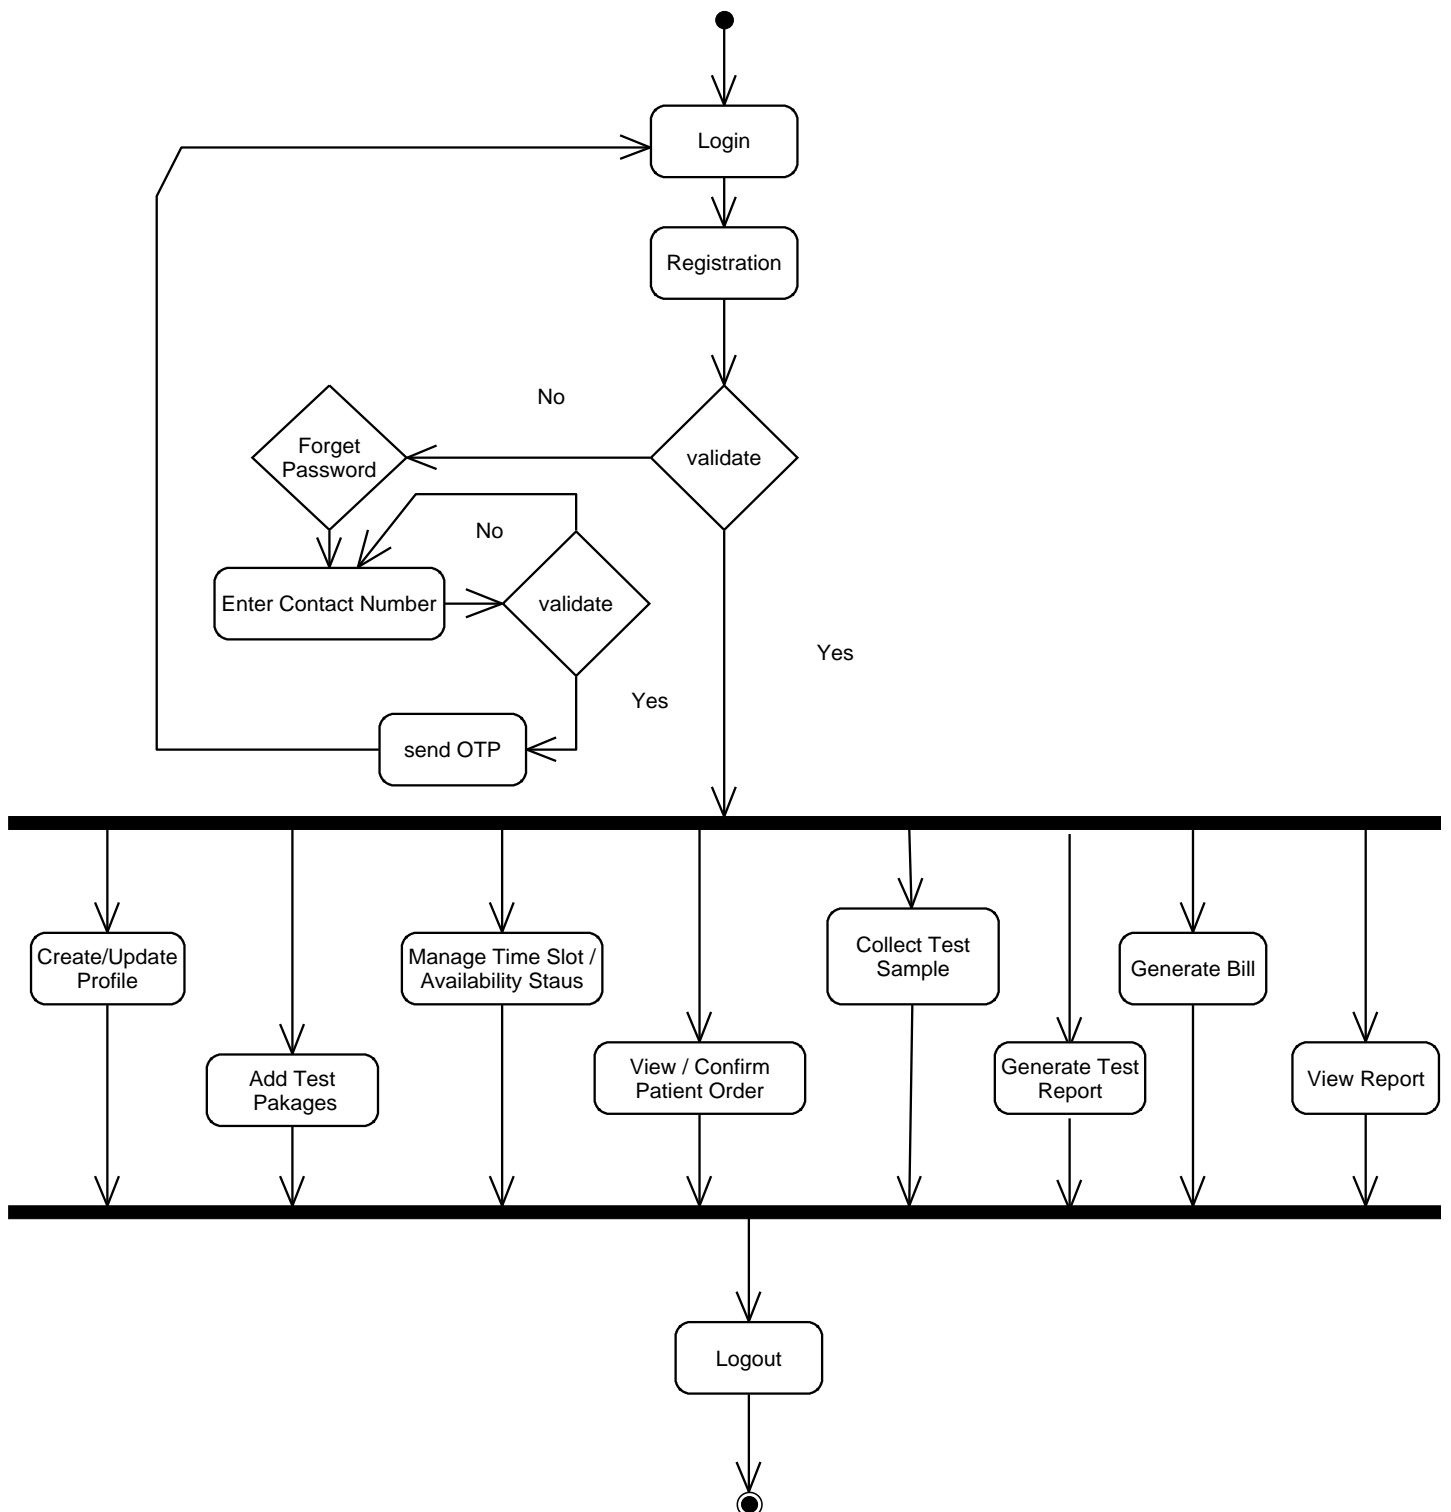 Login
Registration
No
Forget
Password
validate
No
Enter Contact Number
validate
Yes
Yes
send OTP
Create/Update
Profile
Manage Time Slot /
Availability Staus
Collect Test
Sample
Generate Bill
Add Test
Pakages
View / Confirm
Patient Order
Generate Test
Report
View Report
Logout